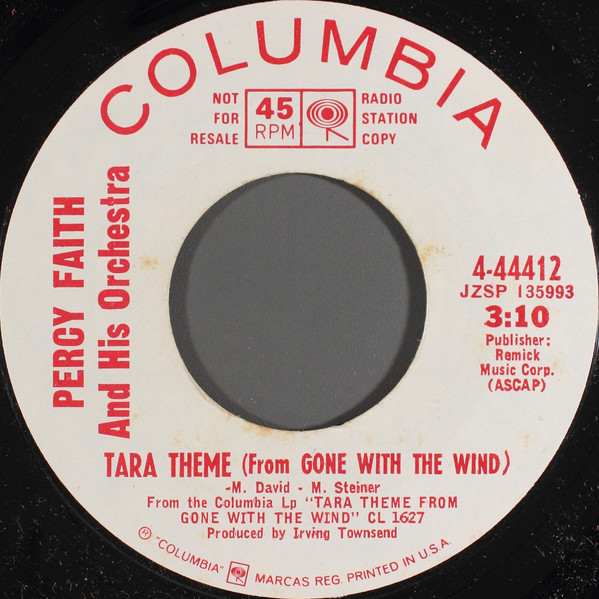 COLUMBIA
NOT
FOR
RESALE
45
RPM
RADIO
STATION
COPY
PERCY FAITH
And His Orchestra
4-44412
JZSP 135993
3:10
Publisher:
Remick
Music Corp.
(ASCAP)
TARA THEME (From GONE WITH THE WIND)
-M. David - M. Steiner
From the Columbia Lp "TARA THEME FROM
GONE WITH THE WIND" CL 1627
Produced by Irving Townsend
® "COLUMBIA" MARCAS REG. PRINTED IN U.S.A.